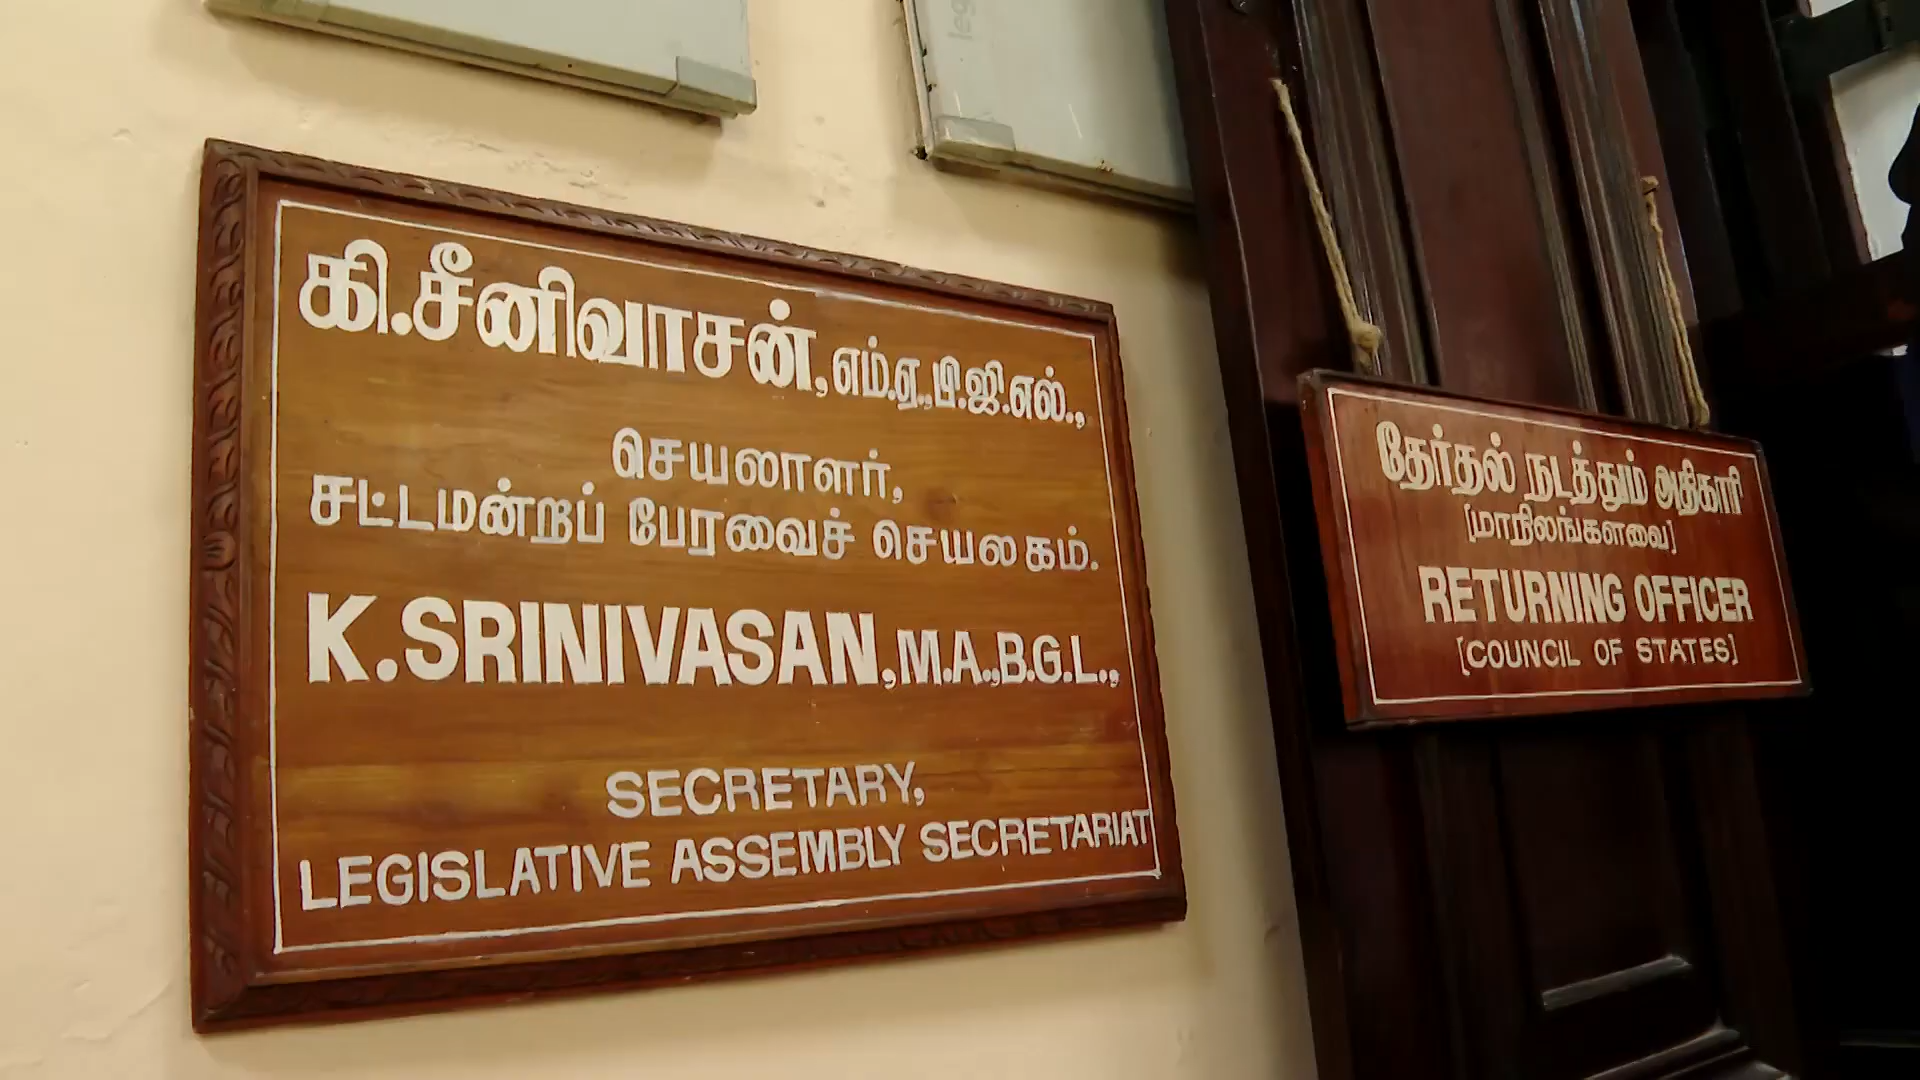 கி.சீனிவாசன்,எம்.ஏ.,பி.ஜி.எல்.,
செயலாளர்,
சட்டமன்றப் பேரவைச் செயலகம்.
K.SRINIVASAN,M.A.,B.G.L.,
SECRETARY,
LEGISLATIVE ASSEMBLY SECRETARIAT
தேர்தல் நடத்தும் அதிகாரி
[மாநிலங்களவை]
RETURNING OFFICER
[COUNCIL OF STATES]